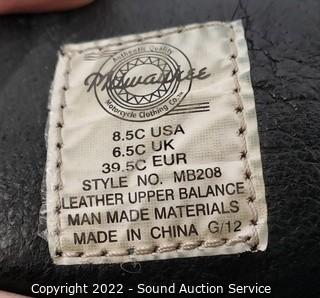 Authentic Quality
Milwaukee
Motorcycle Clothing Co.
8.5C USA
6.5C UK
39.5C EUR
STYLE NO. MB208
LEATHER UPPER BALANCE
MAN MADE MATERIALS
MADE IN CHINA G/12
Copyright 2022 - Sound Auction Service